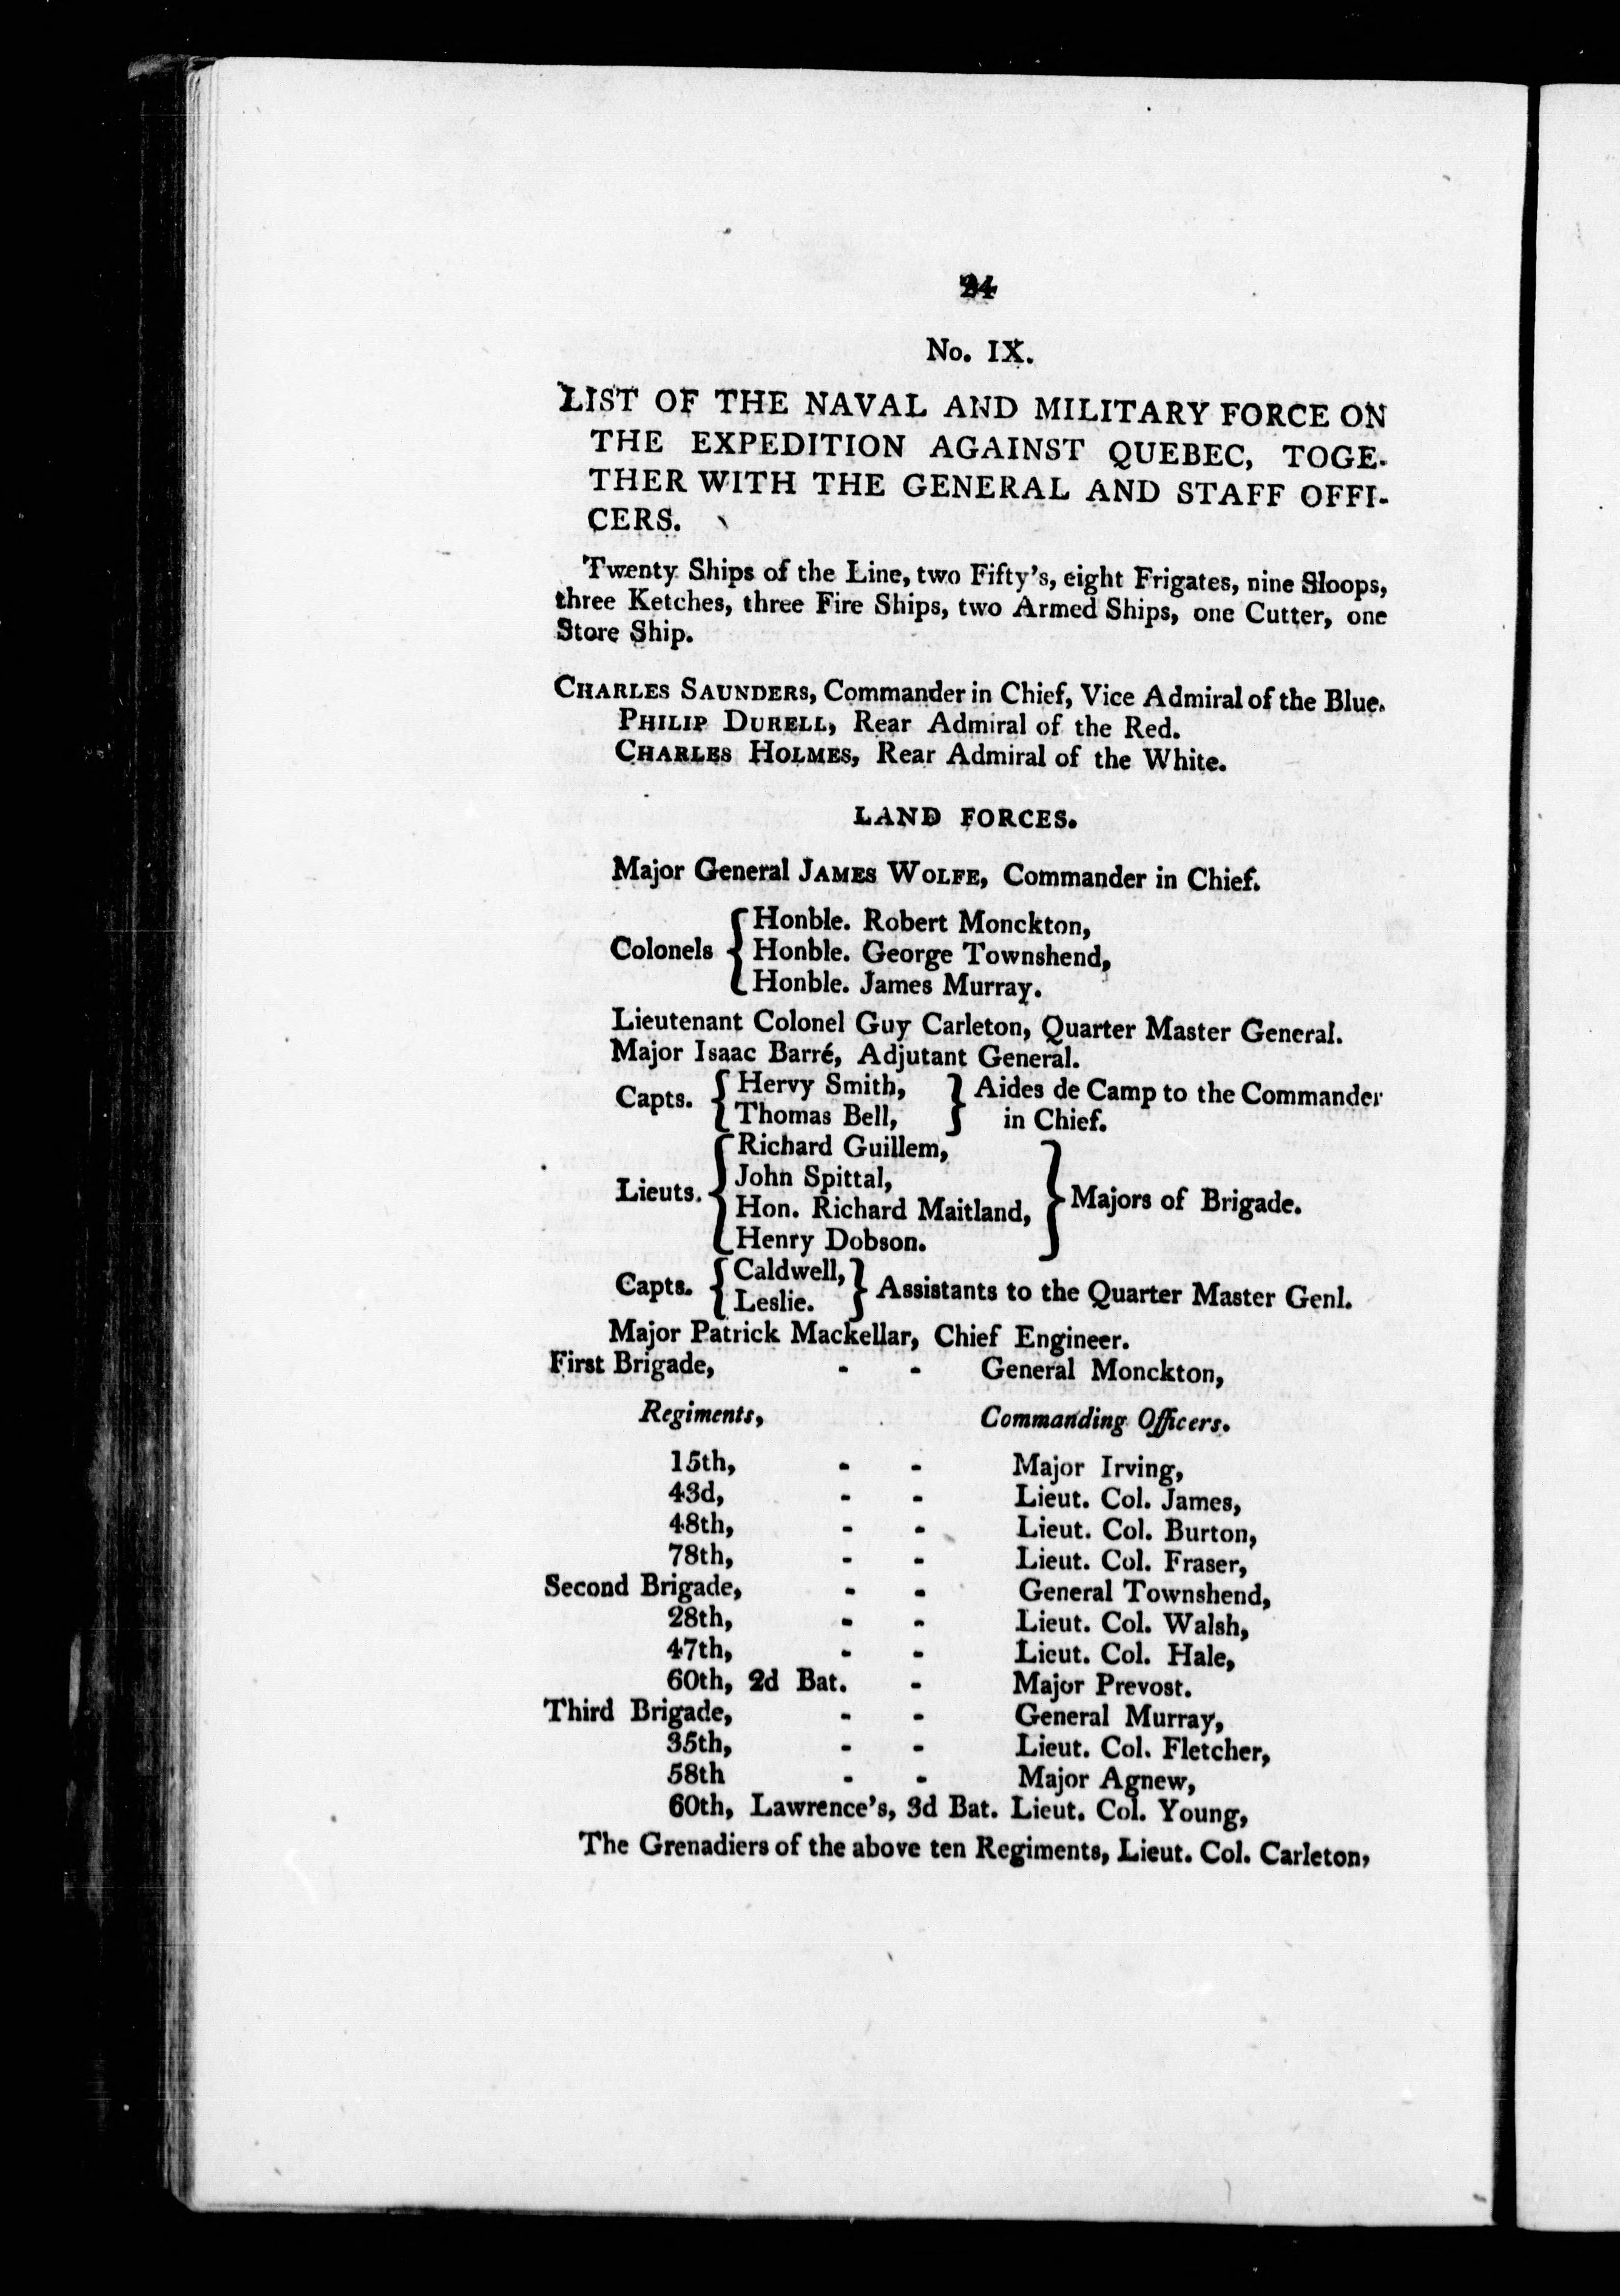 24
No. IX.
LIST OF THE NAVAL AND MILITARY FORCE ON
THE EXPEDITION AGAINST QUEBEC, TOGE-
THER WITH THE GENERAL AND STAFF OFFI-
CERS.
Twenty Ships of the Line, two Fifty's, eight Frigates, nine Sloops,
three Ketches, three Fire Ships, two Armed Ships, one Cutter, one
Store Ship.
CHARLES SAUNDERS, Commander in Chief, Vice Admiral of the Blue.
PHILIP DURELL, Rear Admiral of the Red.
CHARLES HOLMES, Rear Admiral of the White.
LAND FORCES.
Major General JAMES WOLFE, Commander in Chief.
Honble. Robert Monckton,
Colonels { Honble. George Townshend,
Honble. James Murray.
Lieutenant Colonel Guy Carleton, Quarter Master General.
Major Isaac Barré, Adjutant General.
Capts. { Hervy Smith, } Aides de Camp to the Commander
Thomas Bell, in Chief.
Richard Guillem,
John Spittal,
Lieuts. { Hon. Richard Maitland, } Majors of Brigade.
Henry Dobson.
Capts. { Caldwell, } Assistants to the Quarter Master Genl.
Leslie.
Major Patrick Mackellar, Chief Engineer.
First Brigade, - - General Monckton,
Regiments, Commanding Officers.
15th, - - Major Irving,
43d, - - Lieut. Col. James,
48th, - - Lieut. Col. Burton,
78th, - - Lieut. Col. Fraser,
Second Brigade, - - General Townshend,
28th, - - Lieut. Col. Walsh,
47th, - - Lieut. Col. Hale,
60th, 2d Bat. - Major Prevost.
Third Brigade, - - General Murray,
35th, - - Lieut. Col. Fletcher,
58th - - Major Agnew,
60th, Lawrence's, 3d Bat. Lieut. Col. Young,
The Grenadiers of the above ten Regiments, Lieut. Col. Carleton,